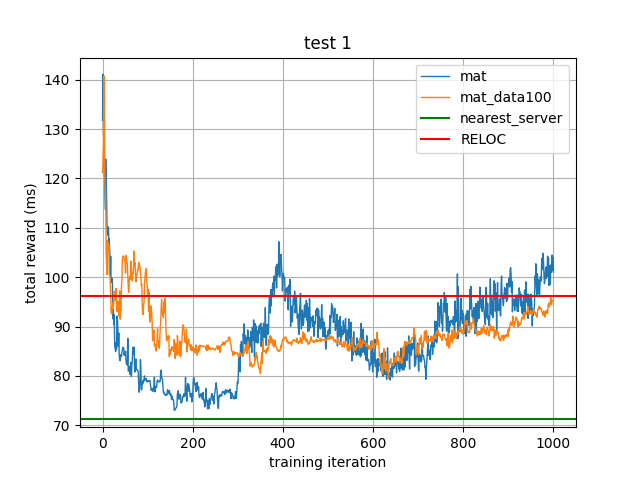 test 1
total reward (ms)
140
130
120
110
100
90
80
70
mat
mat_data100
nearest_server
RELOC
0
200
400
600
800
1000
training iteration